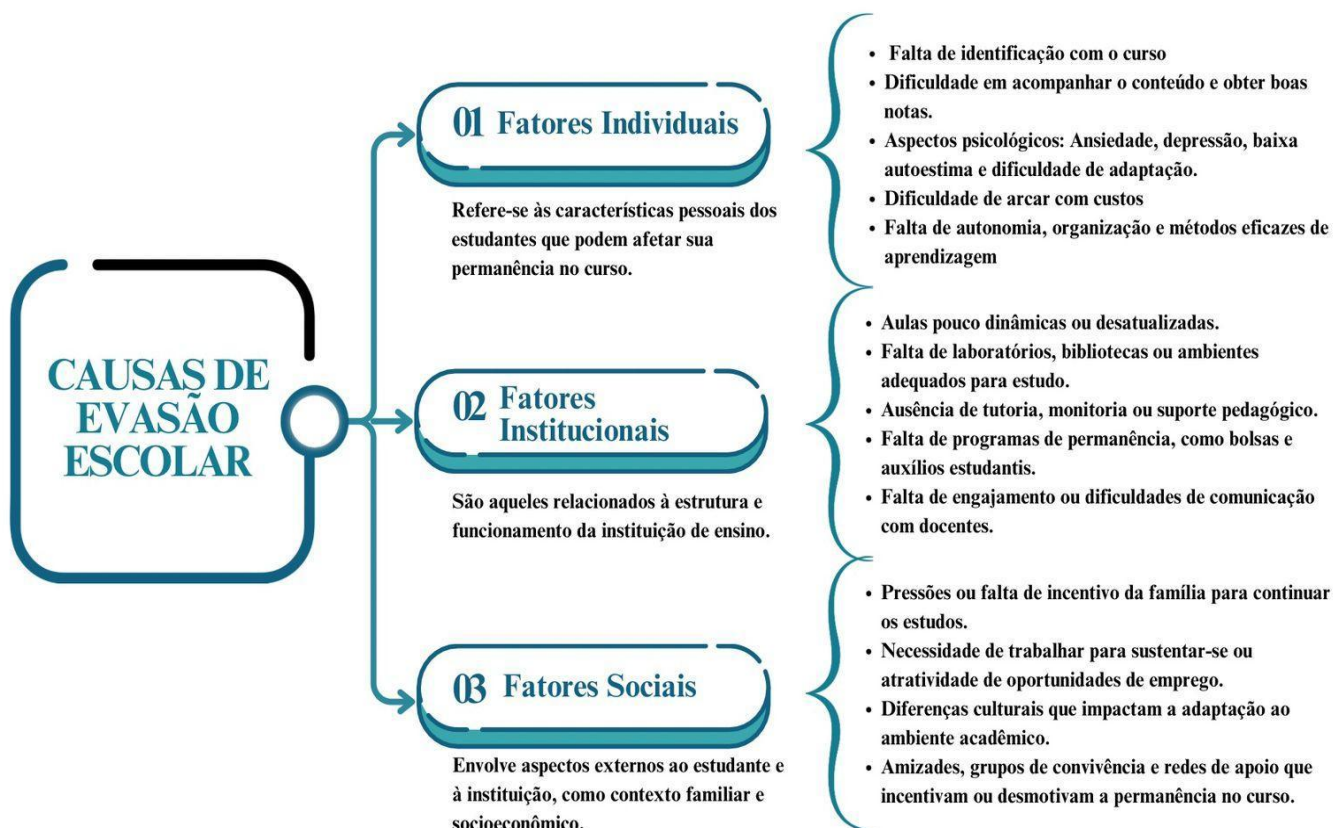 CAUSAS DE
EVASÃO
ESCOLAR
01 Fatores Individuais
Refere-se às características pessoais dos
estudantes que podem afetar sua
permanência no curso.
• Falta de identificação com o curso
• Dificuldade em acompanhar o conteúdo e obter boas
notas.
• Aspectos psicológicos: Ansiedade, depressão, baixa
autoestima e dificuldade de adaptação.
• Dificuldade de arcar com custos
• Falta de autonomia, organização e métodos eficazes de
aprendizagem
02 Fatores
Institucionais
São aqueles relacionados à estrutura e
funcionamento da instituição de ensino.
• Aulas pouco dinâmicas ou desatualizadas.
• Falta de laboratórios, bibliotecas ou ambientes
adequados para estudo.
• Ausência de tutoria, monitoria ou suporte pedagógico.
• Falta de programas de permanência, como bolsas e
auxílios estudantis.
• Falta de engajamento ou dificuldades de comunicação
com docentes.
03 Fatores Sociais
Envolve aspectos externos ao estudante e
à instituição, como contexto familiar e
socioeconômico.
• Pressões ou falta de incentivo da família para continuar
os estudos.
• Necessidade de trabalhar para sustentar-se ou
atratividade de oportunidades de emprego.
• Diferenças culturais que impactam a adaptação ao
ambiente acadêmico.
• Amizades, grupos de convivência e redes de apoio que
incentivam ou desmotivam a permanência no curso.